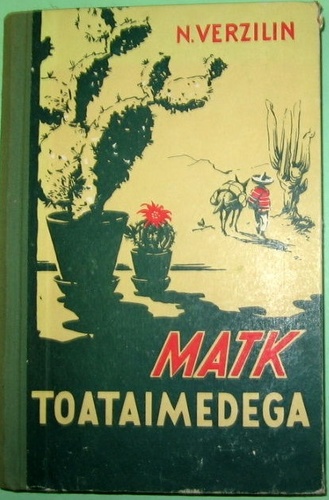 N. VERZILIN
MATK
TOATAIMEDEGA